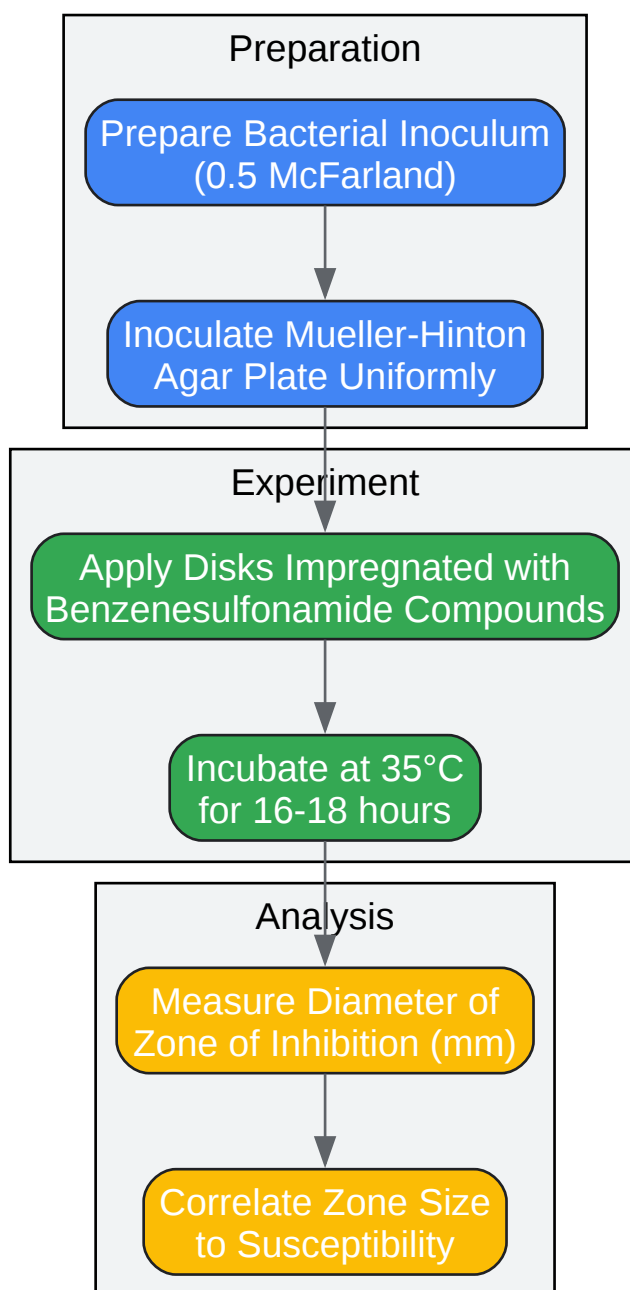 Preparation
Prepare Bacterial Inoculum
(0.5 McFarland)
Inoculate Mueller-Hinton
Agar Plate Uniformly
Experiment
Apply Disks Impregnated with
Benzenesulfonamide Compounds
Incubate at 35°C
for 16-18 hours
Analysis
Measure Diameter of
Zone of Inhibition (mm)
Correlate Zone Size
to Susceptibility